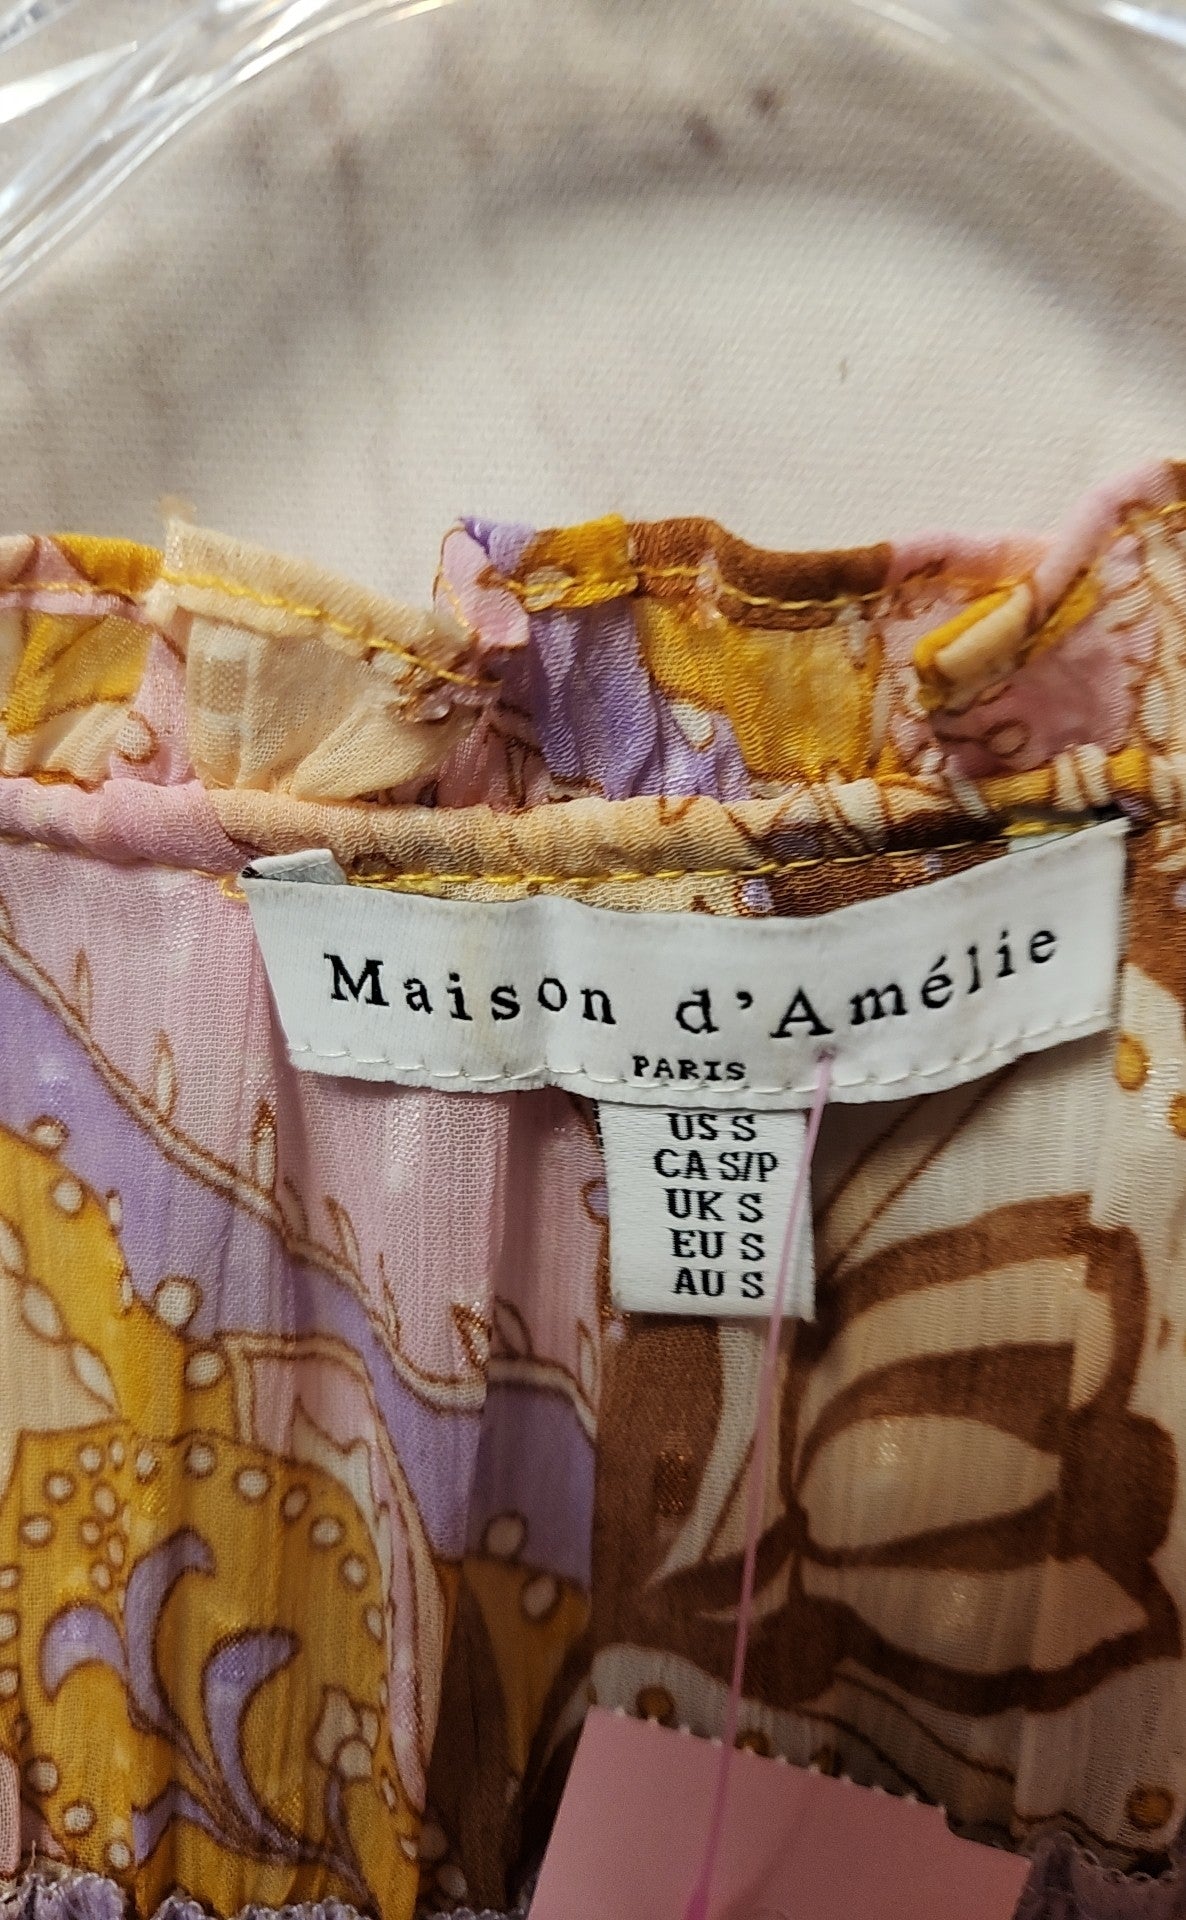 Maison d'Amélie
PARIS
US S
CA S/P
UK S
EU S
AU S